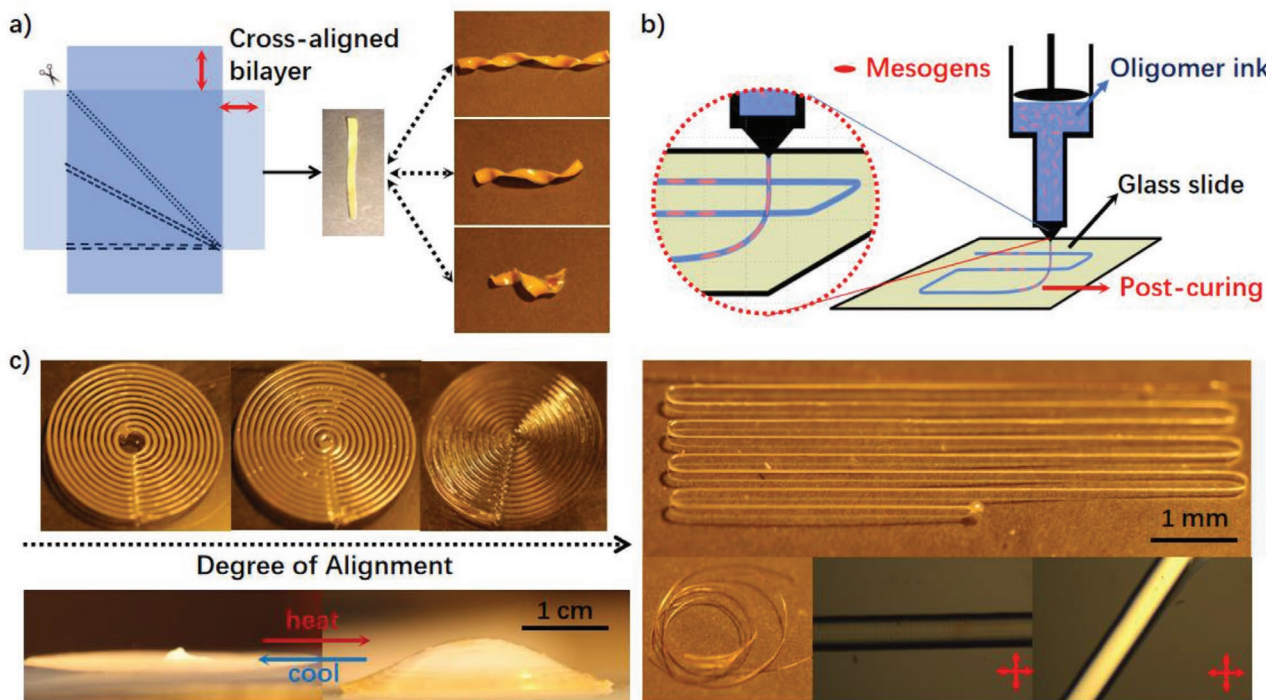 a)
Cross-aligned
bilayer
b)
Mesogens
Oligomer ink
Glass slide
Post-curing
c)
Degree of Alignment
heat
cool
1 cm
1 mm